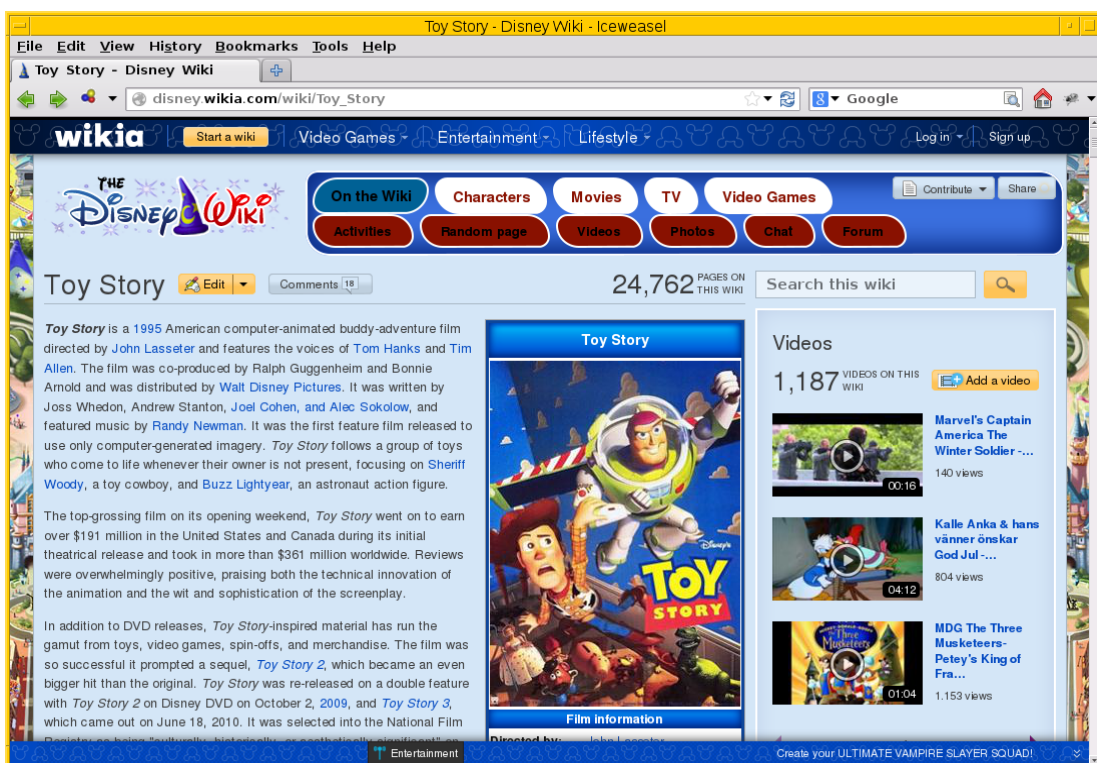 Toy Story - Disney Wiki - Iceweasel
File Edit View History Bookmarks Tools Help
Toy Story - Disney Wiki
disney.wikia.com/wiki/Toy_Story
Google
wikia
Start a wiki
Video Games
Entertainment
Lifestyle
Log in
Sign up
THE Disney Wiki
On the Wiki
Characters
Movies
TV
Video Games
Contribute
Share
Activities
Random page
Videos
Photos
Chat
Forum
Toy Story
Edit
Comments 18
24,762 PAGES ON THIS WIKI
Search this wiki
Toy Story is a 1995 American computer-animated buddy-adventure film
directed by John Lasseter and features the voices of Tom Hanks and Tim
Allen. The film was co-produced by Ralph Guggenheim and Bonnie
Arnold and was distributed by Walt Disney Pictures. It was written by
Joss Whedon, Andrew Stanton, Joel Cohen, and Alec Sokolow, and
featured music by Randy Newman. It was the first feature film released to
use only computer-generated imagery. Toy Story follows a group of toys
who come to life whenever their owner is not present, focusing on Sheriff
Woody, a toy cowboy, and Buzz Lightyear, an astronaut action figure.
The top-grossing film on its opening weekend, Toy Story went on to earn
over $191 million in the United States and Canada during its initial
theatrical release and took in more than $361 million worldwide. Reviews
were overwhelmingly positive, praising both the technical innovation of
the animation and the wit and sophistication of the screenplay.
In addition to DVD releases, Toy Story-inspired material has run the
gamut from toys, video games, spin-offs, and merchandise. The film was
so successful it prompted a sequel, Toy Story 2, which became an even
bigger hit than the original. Toy Story was re-released on a double feature
with Toy Story 2 on Disney DVD on October 2, 2009, and Toy Story 3,
which came out on June 18, 2010. It was selected into the National Film
Registry as being "culturally, historically, or aesthetically significant" on
Toy Story
Disney's
TOY
STORY
Film information
Directed by: John Lasseter
Videos
1,187 VIDEOS ON THIS WIKI
Add a video
00:16
Marvel's Captain
America The
Winter Soldier -...
140 views
04:12
Kalle Anka & hans
vänner önskar
God Jul -...
804 views
The Three
Musketeers
01:04
MDG The Three
Musketeers-
Petey's King of
Fra...
1.153 views
Entertainment
Create your ULTIMATE VAMPIRE SLAYER SQUAD!